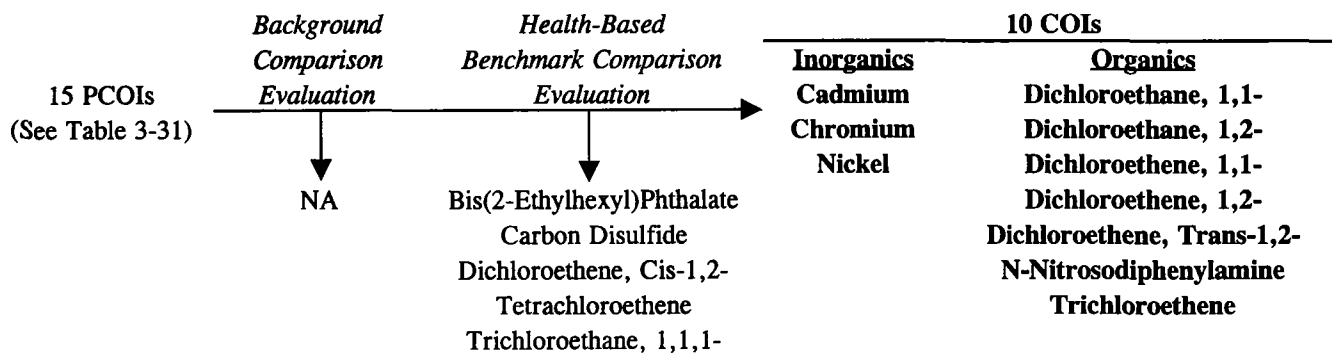 Background
Comparison
Evaluation
Health-Based
Benchmark Comparison
Evaluation
10 COIs
15 PCOIs
(See Table 3-31)
NA
Bis(2-Ethylhexyl)Phthalate
Carbon Disulfide
Dichloroethene, Cis-1,2-
Tetrachloroethene
Trichloroethane, 1,1,1-
Inorganics
Cadmium
Chromium
Nickel
Organics
Dichloroethane, 1,1-
Dichloroethane, 1,2-
Dichloroethene, 1,1-
Dichloroethene, 1,2-
Dichloroethene, Trans-1,2-
N-Nitrosodiphenylamine
Trichloroethene